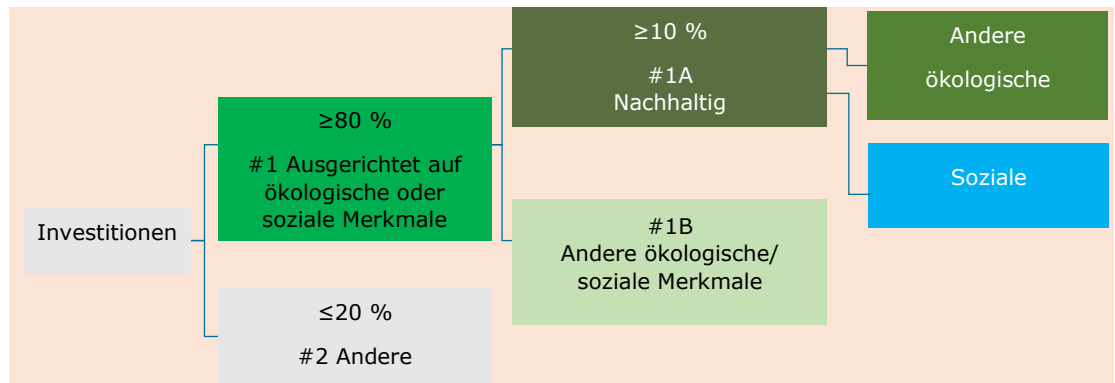 Investitionen
≥80 %
#1 Ausgerichtet auf
ökologische oder
soziale Merkmale
≤20 %
#2 Andere
≥10 %
#1A
Nachhaltig
#1B
Andere ökologische/
soziale Merkmale
Andere
ökologische
Soziale